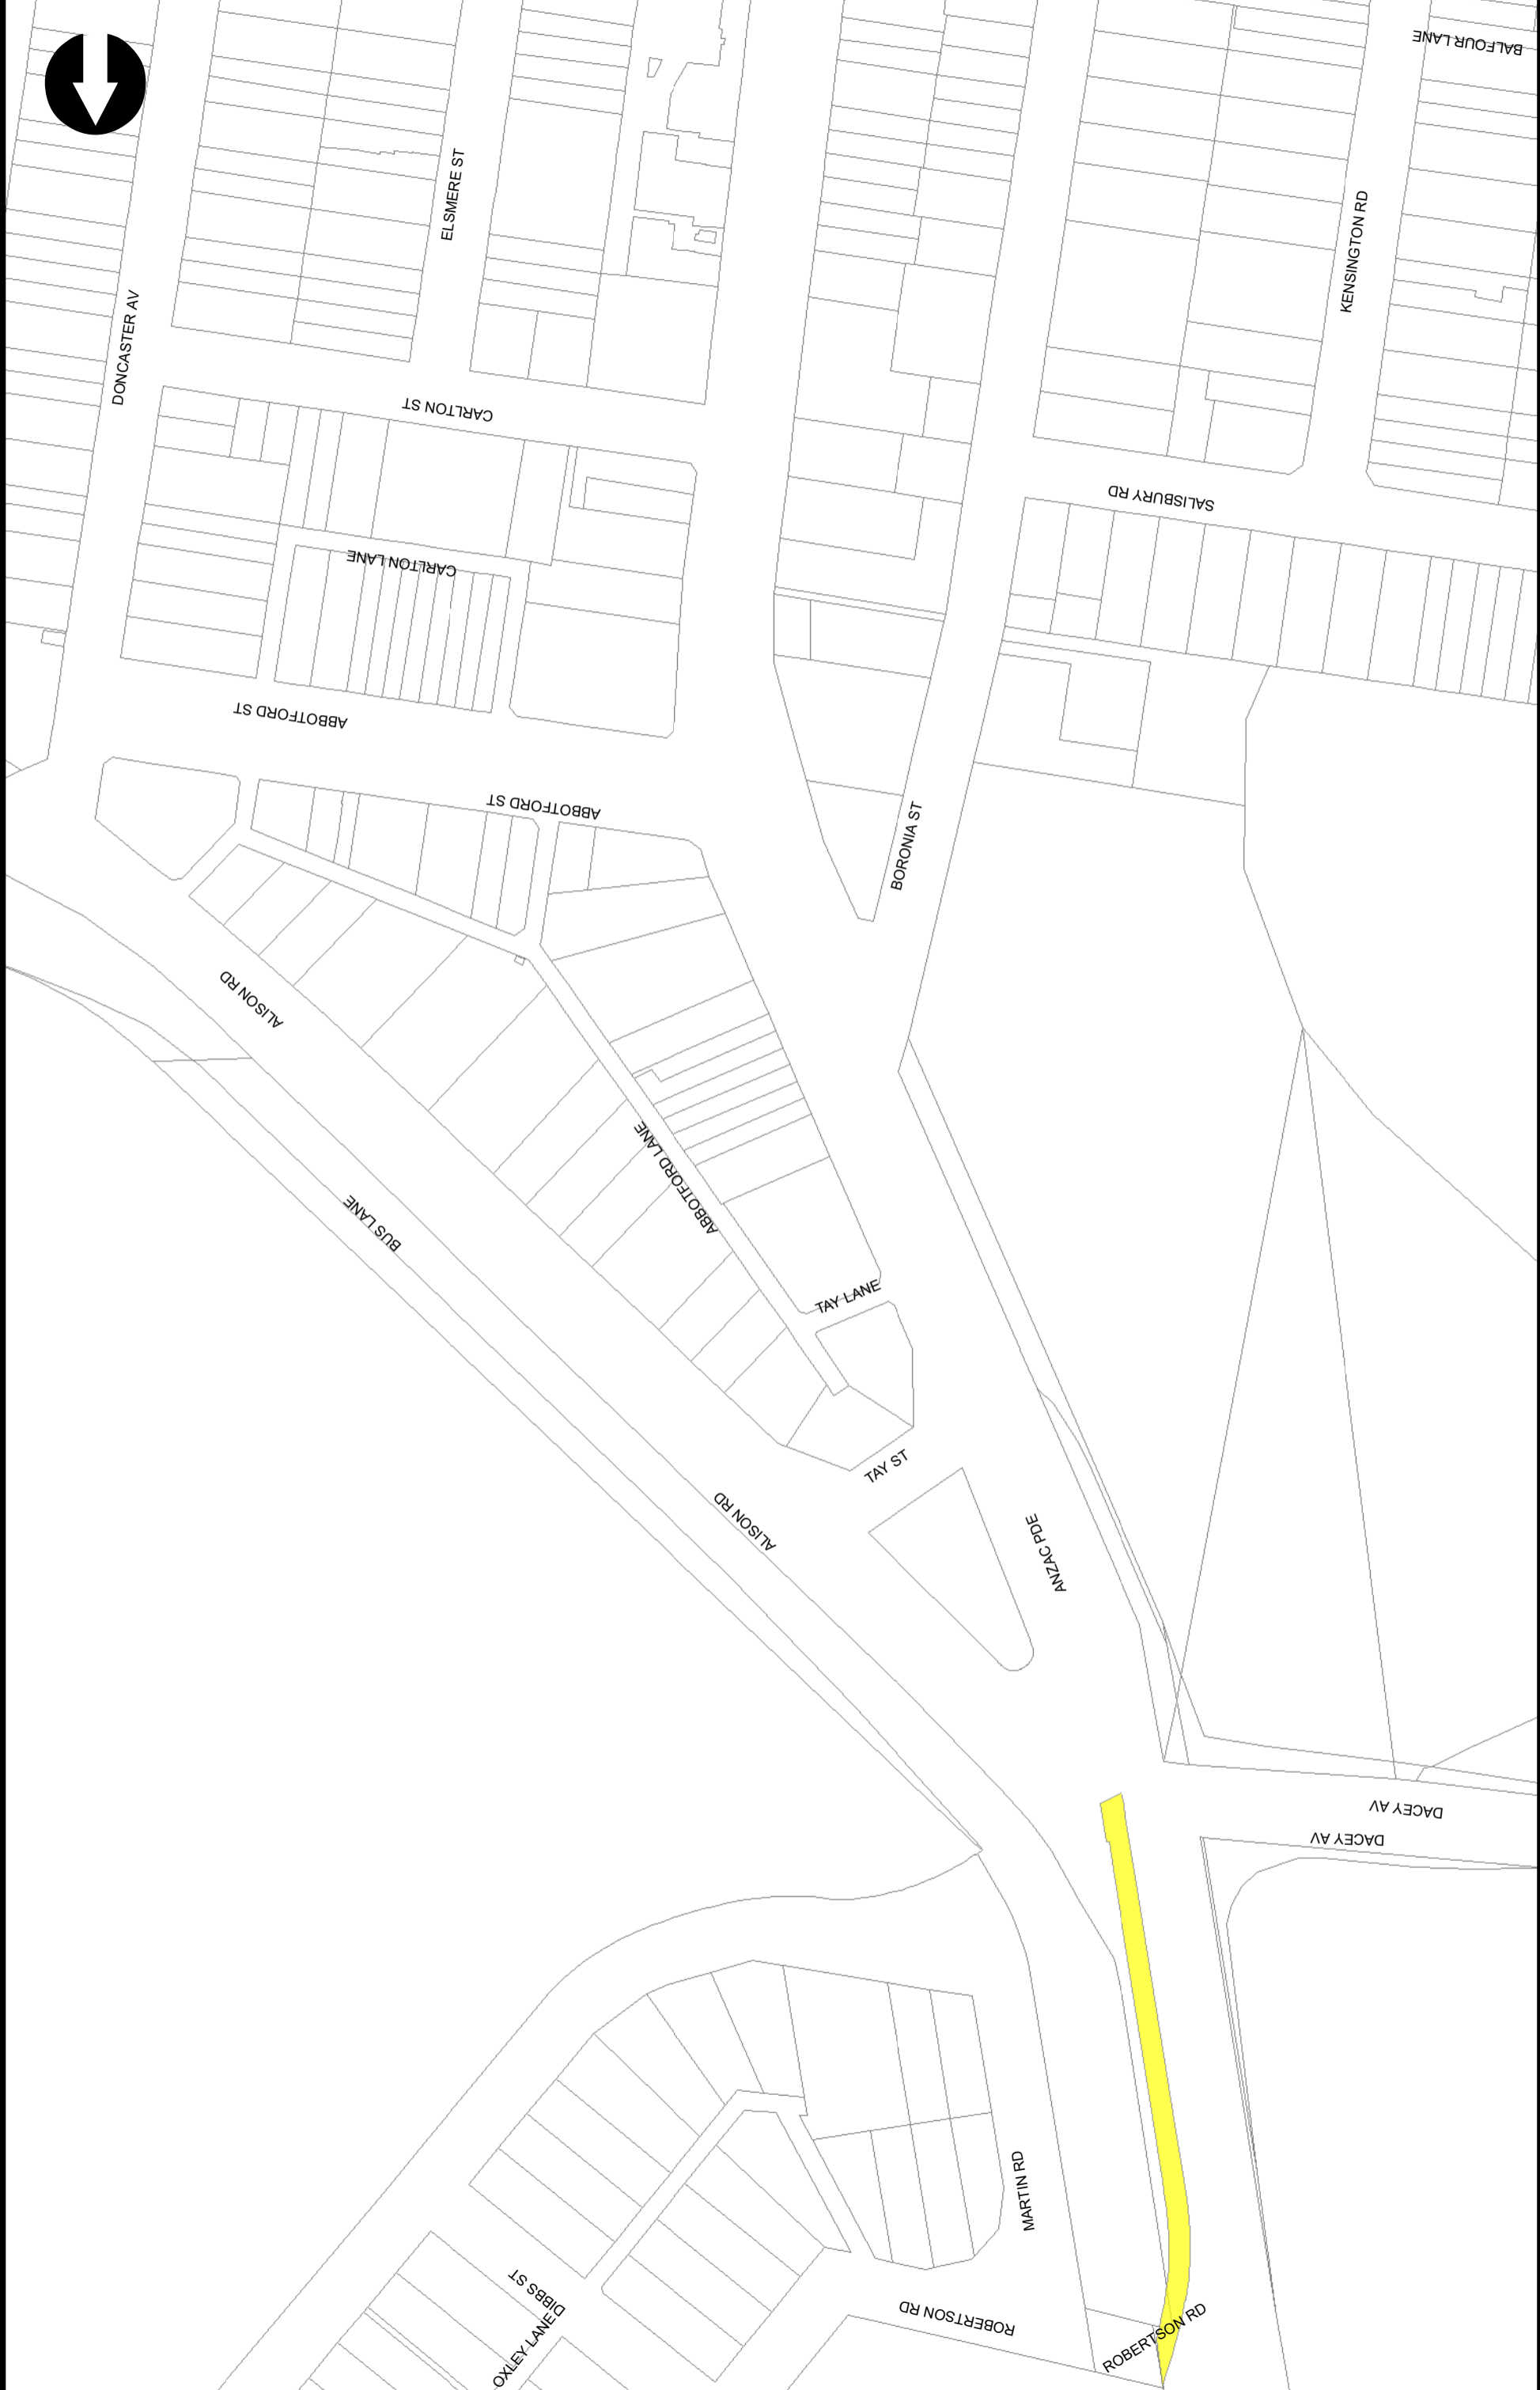 BALFOUR LANE
ELSMERE ST
KENSINGTON RD
DONCASTER AV
CARLTON ST
SALISBURY RD
CARLTON LANE
ABBOTFORD ST
ABBOTFORD ST
BORONIA ST
ALISON RD
ABBOTFORD LANE
BUS LANE
TAY LANE
TAY ST
ALISON RD
ANZAC PDE
DACEY AV
DACEY AV
MARTIN RD
DIBBS ST
OXLEY LANE
ROBERTSON RD
ROBERTSON RD